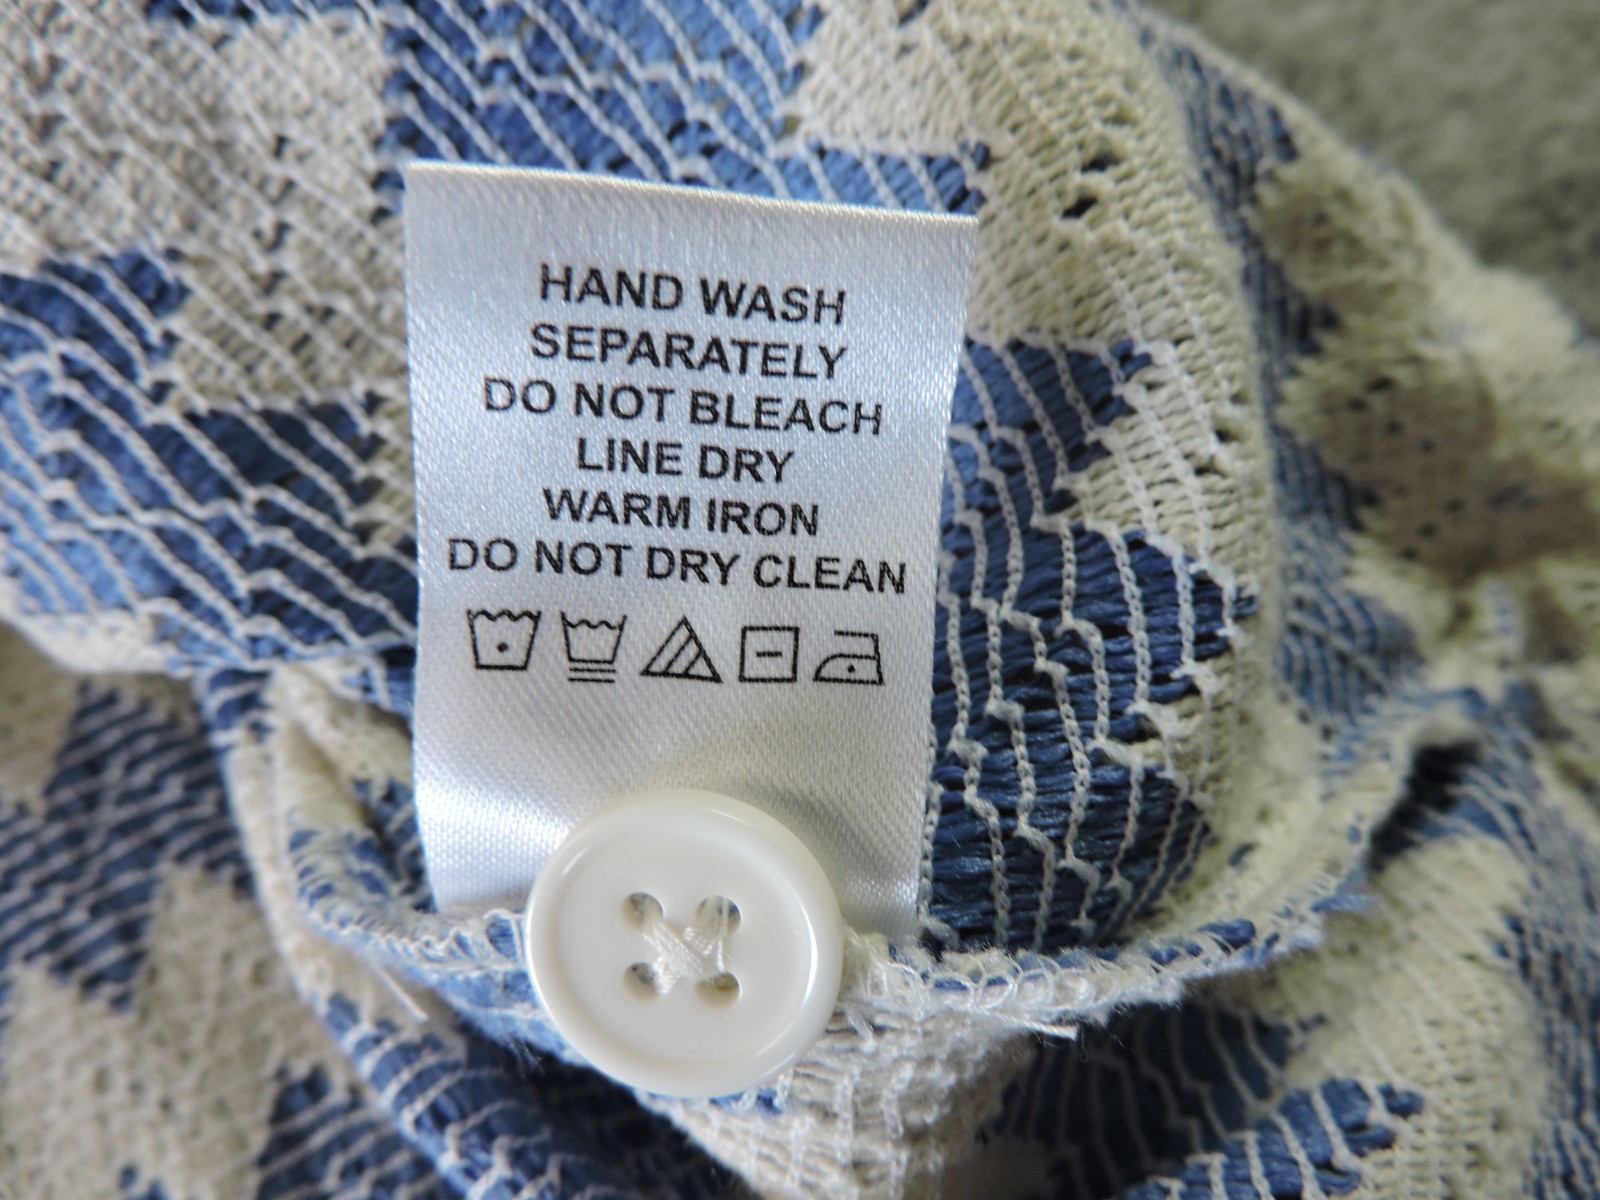 HAND WASH
SEPARATELY
DO NOT BLEACH
LINE DRY
WARM IRON
DO NOT DRY CLEAN